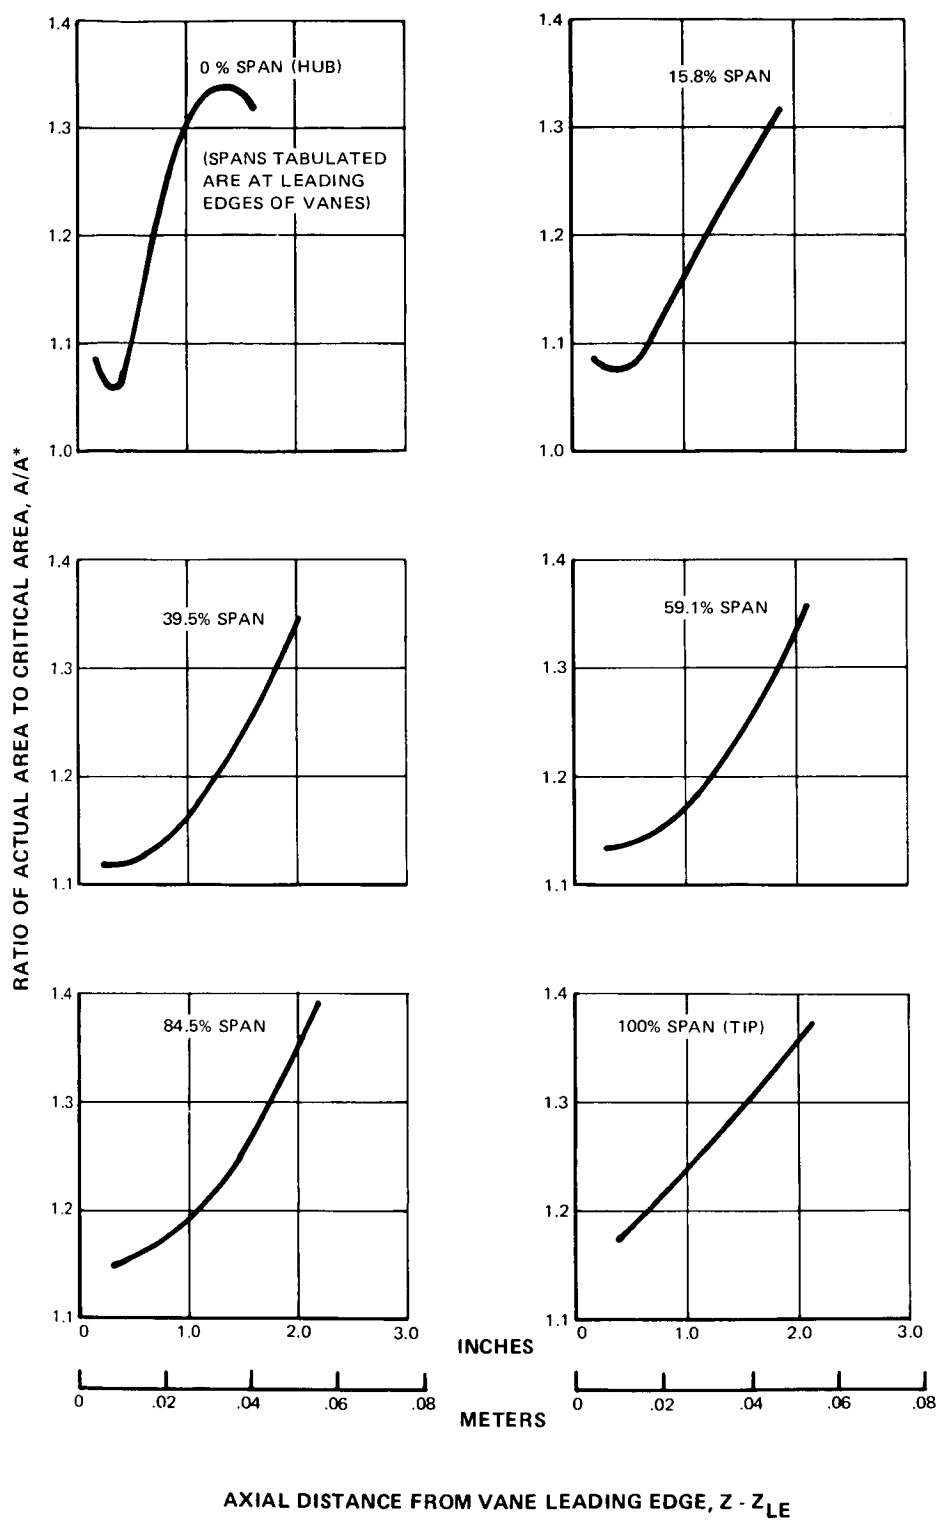 1.4
1.3
1.2
1.1
1.0
0 % SPAN (HUB)
(SPANS TABULATED
ARE AT LEADING
EDGES OF VANES)
1.4
1.3
1.2
1.1
1.0
15.8% SPAN
RATIO OF ACTUAL AREA TO CRITICAL AREA, A/A*
1.4
1.3
1.2
1.1
39.5% SPAN
1.4
1.3
1.2
1.1
59.1% SPAN
1.4
1.3
1.2
1.1
84.5% SPAN
0 1.0 2.0 3.0
1.4
1.3
1.2
1.1
100% SPAN (TIP)
0 1.0 2.0 3.0
INCHES
0 .02 .04 .06 .08
0 .02 .04 .06 .08
METERS
AXIAL DISTANCE FROM VANE LEADING EDGE, Z - Z_LE